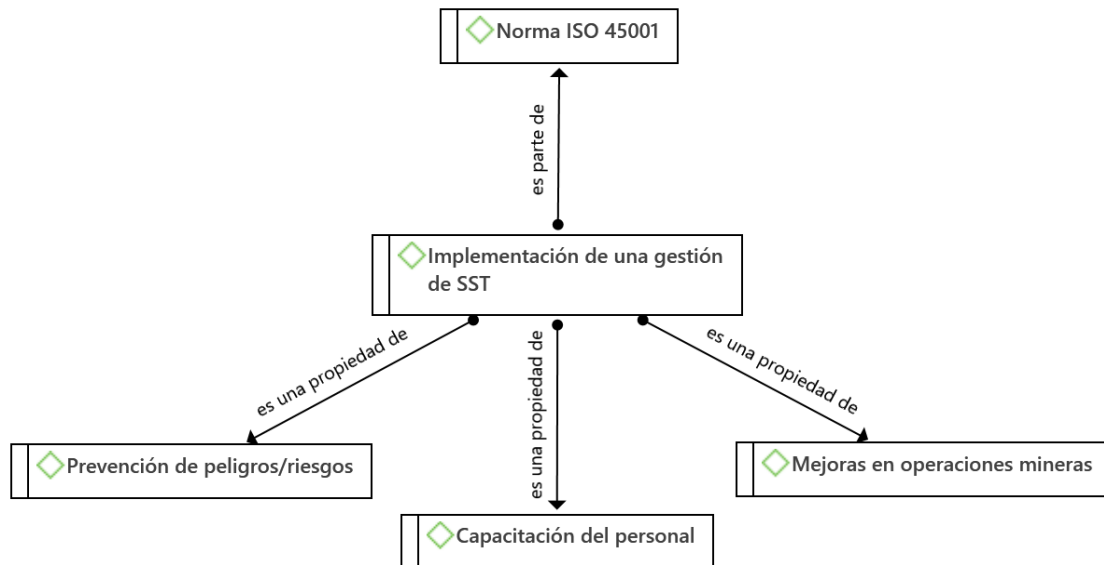 Norma ISO 45001
es parte de
Implementación de una gestión
de SST
es una propiedad de
es una propiedad de
es una propiedad de
Prevención de peligros/riesgos
Mejoras en operaciones mineras
Capacitación del personal